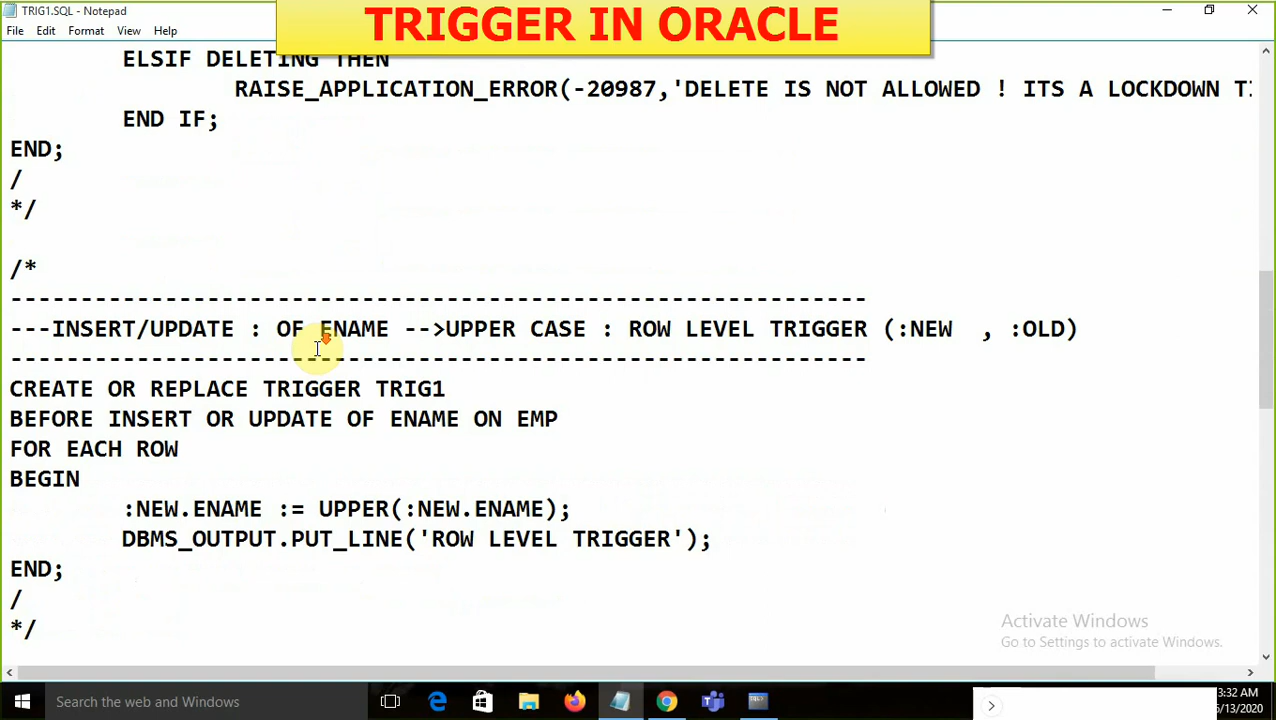 TRIG1.SQL - Notepad
TRIGGER IN ORACLE
File Edit Format View Help
ELSIF DELETING THEN
RAISE_APPLICATION_ERROR(-20987,'DELETE IS NOT ALLOWED ! ITS A LOCKDOWN
END IF;
END;
/
*/
/*
-------------------------------------------------------------
---INSERT/UPDATE : OF ENAME -->UPPER CASE : ROW LEVEL TRIGGER (:NEW , :OLD)
-------------------------------------------------------------
CREATE OR REPLACE TRIGGER TRIG1
BEFORE INSERT OR UPDATE OF ENAME ON EMP
FOR EACH ROW
BEGIN
:NEW.ENAME := UPPER(:NEW.ENAME);
DBMS_OUTPUT.PUT_LINE('ROW LEVEL TRIGGER');
END;
/
*/
Activate Windows
Go to Settings to activate Windows.
Search the web and Windows
3:32 AM
/13/2020